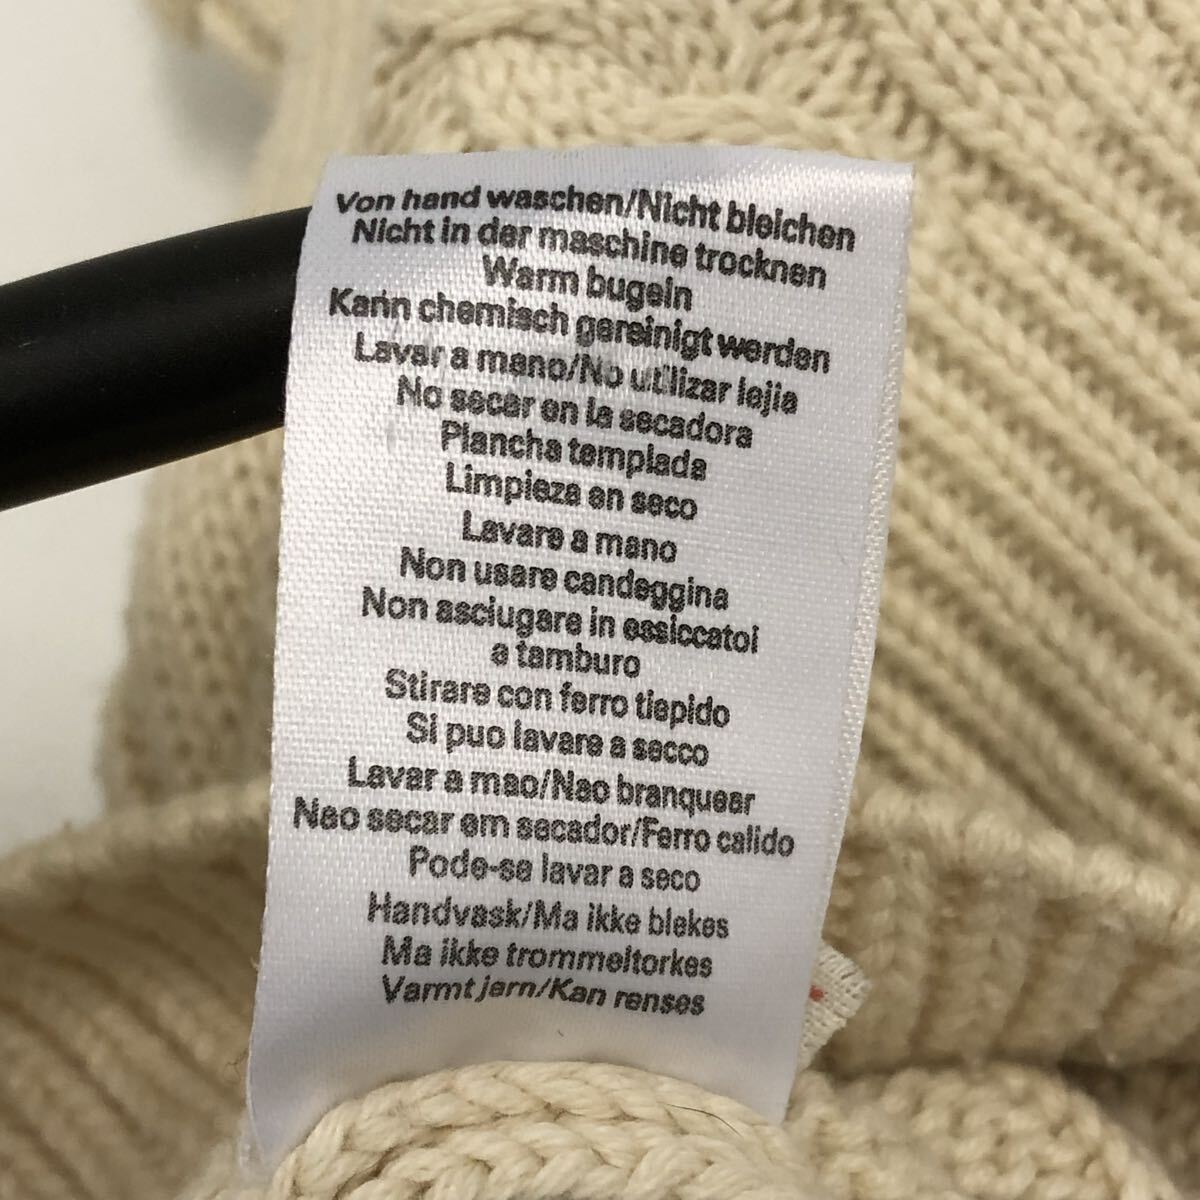 Von hand waschen/Nicht bleichen
Nicht in der maschine trocknen
Warm bugeln
Kann chemisch gereinigt werden
Lavar a mano/No utilizar lejia
No secar en la secadora
Plancha templada
Limpieza en seco
Lavare a mano
Non usare candeggina
Non asciugare in essiccatoi
a tamburo
Stirare con ferro tiepido
Si puo lavare a secco
Lavar a mao/Nao branquear
Nao secar em secador/Ferro calido
Pode-se lavar a seco
Handvask/Ma ikke blekes
Ma ikke trommeltorkes
Varmt jern/Kan renses